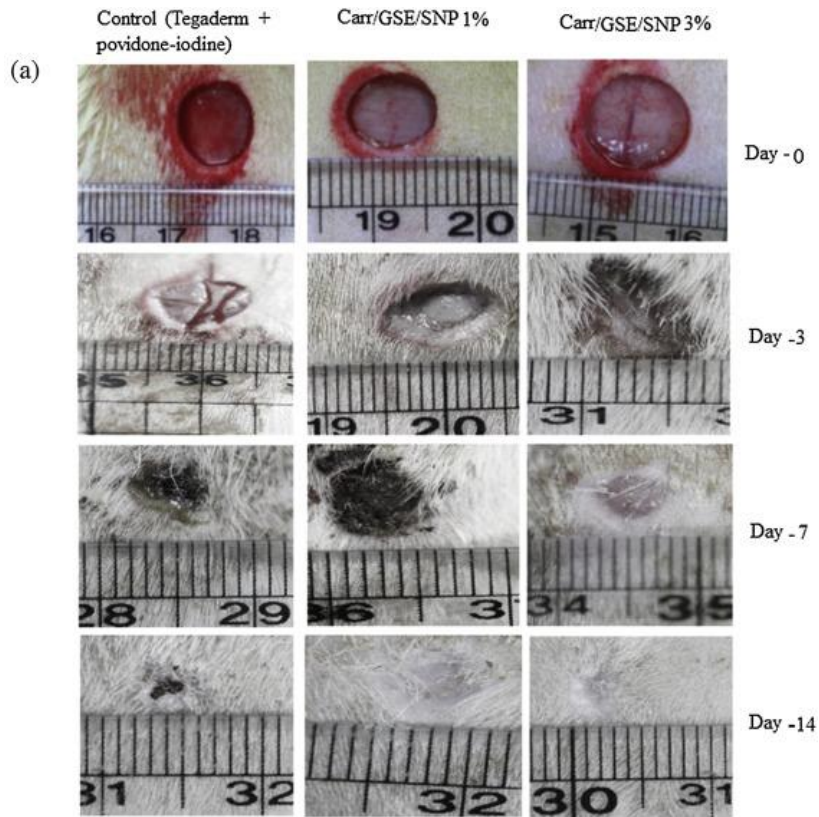 Control (Tegaderm +
povidone-iodine)
Carr/GSE/SNP 1%
Carr/GSE/SNP 3%
(a)
16 17 18
19 20
15 16
Day -0
35 36
19 20
31
Day -3
28 29
36
34 35
Day -7
31 32
32
30 31
Day -14